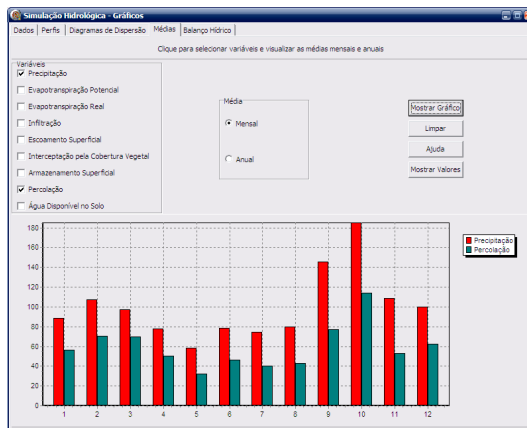 Simulação Hidrológica - Gráficos
Dados Perfis Diagramas de Dispersão Médias Balanço Hídrico
Clique para selecionar variáveis e visualizar as médias mensais e anuais
Variáveis
Precipitação
Evapotranspiração Potencial
Evapotranspiração Real
Infiltração
Escoamento Superficial
Interceptação pela Cobertura Vegetal
Armazenamento Superficial
Percolação
Água Disponível no Solo
Média
Mensal
Anual
Mostrar Gráfico
Limpar
Ajuda
Mostrar Valores
180
160
140
120
100
80
60
40
20
0
1 2 3 4 5 6 7 8 9 10 11 12
Precipitação
Percolação